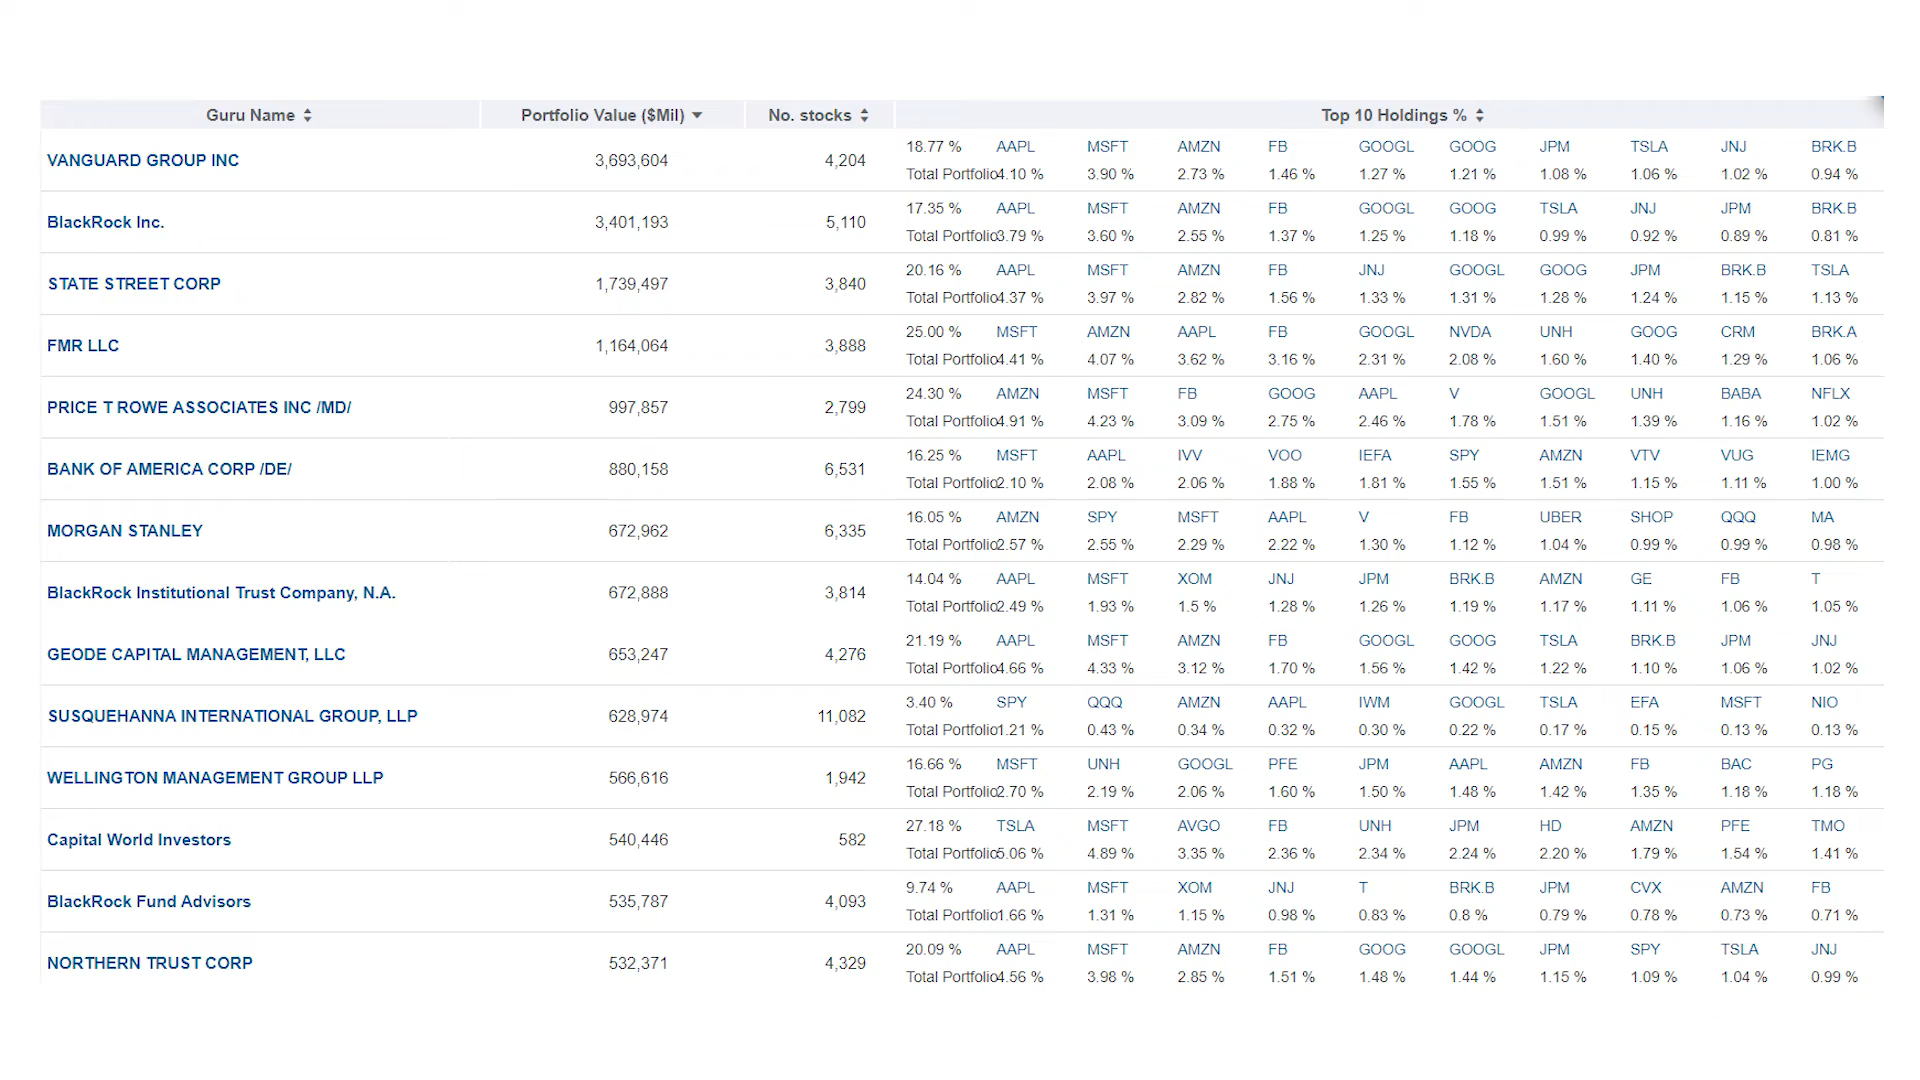 Guru Name Portfolio Value ($Mil) No. stocks Top 10 Holdings %
18.77 % AAPL MSFT AMZN FB GOOGL GOOG JPM TSLA JNJ BRK.B
VANGUARD GROUP INC 3,693,604 4,204
Total Portfolio 4.10 % 3.90 % 2.73 % 1.46 % 1.27 % 1.21 % 1.08 % 1.06 % 1.02 % 0.94 %
17.35 % AAPL MSFT AMZN FB GOOGL GOOG TSLA JNJ JPM BRK.B
BlackRock Inc. 3,401,193 5,110
Total Portfolio 3.79 % 3.60 % 2.55 % 1.37 % 1.25 % 1.18 % 0.99 % 0.92 % 0.89 % 0.81 %
20.16 % AAPL MSFT AMZN FB JNJ GOOGL GOOG JPM BRK.B TSLA
STATE STREET CORP 1,739,497 3,840
Total Portfolio 4.37 % 3.97 % 2.82 % 1.56 % 1.33 % 1.31 % 1.28 % 1.24 % 1.15 % 1.13 %
25.00 % MSFT AMZN AAPL FB GOOGL NVDA UNH GOOG CRM BRK.A
FMR LLC 1,164,064 3,888
Total Portfolio 4.41 % 4.07 % 3.62 % 3.16 % 2.31 % 2.08 % 1.60 % 1.40 % 1.29 % 1.06 %
24.30 % AMZN MSFT FB GOOG AAPL V GOOGL UNH BABA NFLX
PRICE T ROWE ASSOCIATES INC /MD/ 997,857 2,799
Total Portfolio 4.91 % 4.23 % 3.09 % 2.75 % 2.46 % 1.78 % 1.51 % 1.39 % 1.16 % 1.02 %
16.25 % MSFT AAPL IVV VOO IEFA SPY AMZN VTV VUG IEMG
BANK OF AMERICA CORP /DE/ 880,158 6,531
Total Portfolio 2.10 % 2.08 % 2.06 % 1.88 % 1.81 % 1.55 % 1.51 % 1.15 % 1.11 % 1.00 %
16.05 % AMZN SPY MSFT AAPL V FB UBER SHOP QQQ MA
MORGAN STANLEY 672,962 6,335
Total Portfolio 2.57 % 2.55 % 2.29 % 2.22 % 1.30 % 1.12 % 1.04 % 0.99 % 0.99 % 0.98 %
14.04 % AAPL MSFT XOM JNJ JPM BRK.B AMZN GE FB T
BlackRock Institutional Trust Company, N.A. 672,888 3,814
Total Portfolio 2.49 % 1.93 % 1.5 % 1.28 % 1.26 % 1.19 % 1.17 % 1.11 % 1.06 % 1.05 %
21.19 % AAPL MSFT AMZN FB GOOGL GOOG TSLA BRK.B JPM JNJ
GEODE CAPITAL MANAGEMENT, LLC 653,247 4,276
Total Portfolio 4.66 % 4.33 % 3.12 % 1.70 % 1.56 % 1.42 % 1.22 % 1.10 % 1.06 % 1.02 %
3.40 % SPY QQQ AMZN AAPL IWM GOOGL TSLA EFA MSFT NIO
SUSQUEHANNA INTERNATIONAL GROUP, LLP 628,974 11,082
Total Portfolio 1.21 % 0.43 % 0.34 % 0.32 % 0.30 % 0.22 % 0.17 % 0.15 % 0.13 % 0.13 %
16.66 % MSFT UNH GOOGL PFE JPM AAPL AMZN FB BAC PG
WELLINGTON MANAGEMENT GROUP LLP 566,616 1,942
Total Portfolio 2.70 % 2.19 % 2.06 % 1.60 % 1.50 % 1.48 % 1.42 % 1.35 % 1.18 % 1.18 %
27.18 % TSLA MSFT AVGO FB UNH JPM HD AMZN PFE TMO
Capital World Investors 540,446 582
Total Portfolio 5.06 % 4.89 % 3.35 % 2.36 % 2.34 % 2.24 % 2.20 % 1.79 % 1.54 % 1.41 %
9.74 % AAPL MSFT XOM JNJ T BRK.B JPM CVX AMZN FB
BlackRock Fund Advisors 535,787 4,093
Total Portfolio 1.66 % 1.31 % 1.15 % 0.98 % 0.83 % 0.8 % 0.79 % 0.78 % 0.73 % 0.71 %
20.09 % AAPL MSFT AMZN FB GOOG GOOGL JPM SPY TSLA JNJ
NORTHERN TRUST CORP 532,371 4,329
Total Portfolio 4.56 % 3.98 % 2.85 % 1.51 % 1.48 % 1.44 % 1.15 % 1.09 % 1.04 % 0.99 %